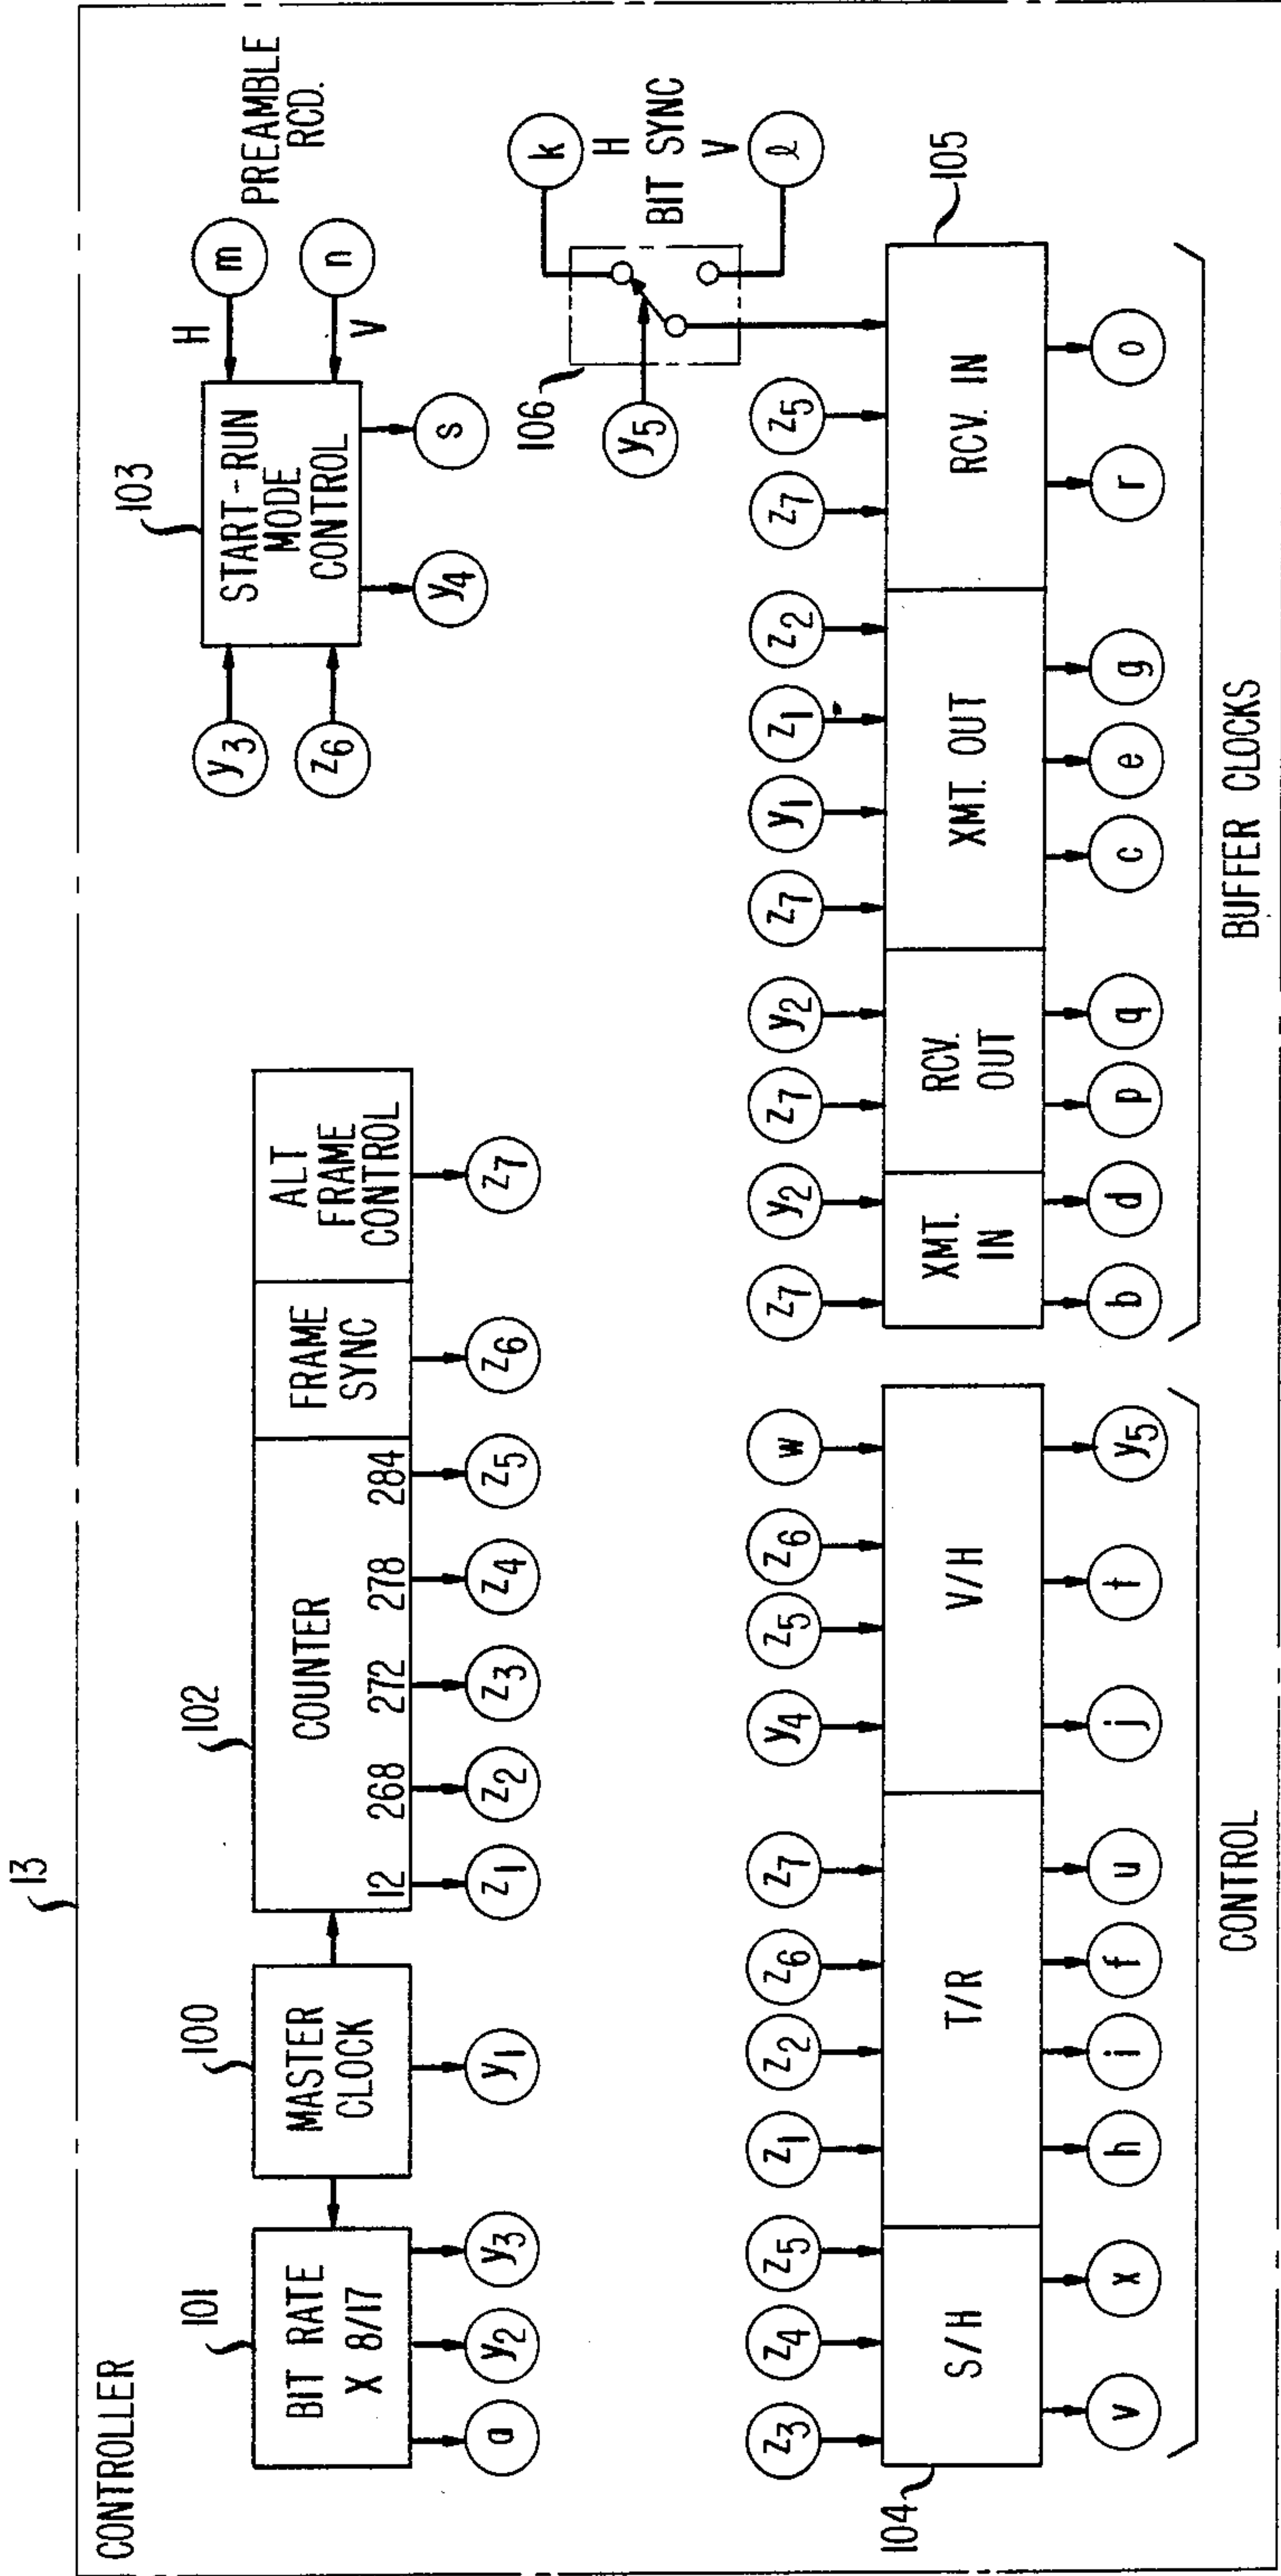 13
CONTROLLER
101
BIT RATE
X 8/17
a
y2
y3
100
MASTER
CLOCK
y1
102
COUNTER
12
268
272
278
284
z1
z2
z3
z4
z5
FRAME
SYNC
z6
ALT
FRAME
CONTROL
z7
103
START-RUN
MODE
CONTROL
y3
z6
y4
s
H
V
m
n
PREAMBLE
RCD.
106
y5
k
H
BIT SYNC
V
l
104
z3
z4
z5
S/H
v
x
z1
z2
z6
z7
T/R
h
i
f
u
y4
z5
z6
w
V/H
j
t
y5
CONTROL
z7
y2
XMT.
IN
b
d
z7
y2
RCV.
OUT
p
q
z7
y1
z1
z2
XMT. OUT
c
e
g
z7
z5
RCV. IN
r
o
105
BUFFER CLOCKS